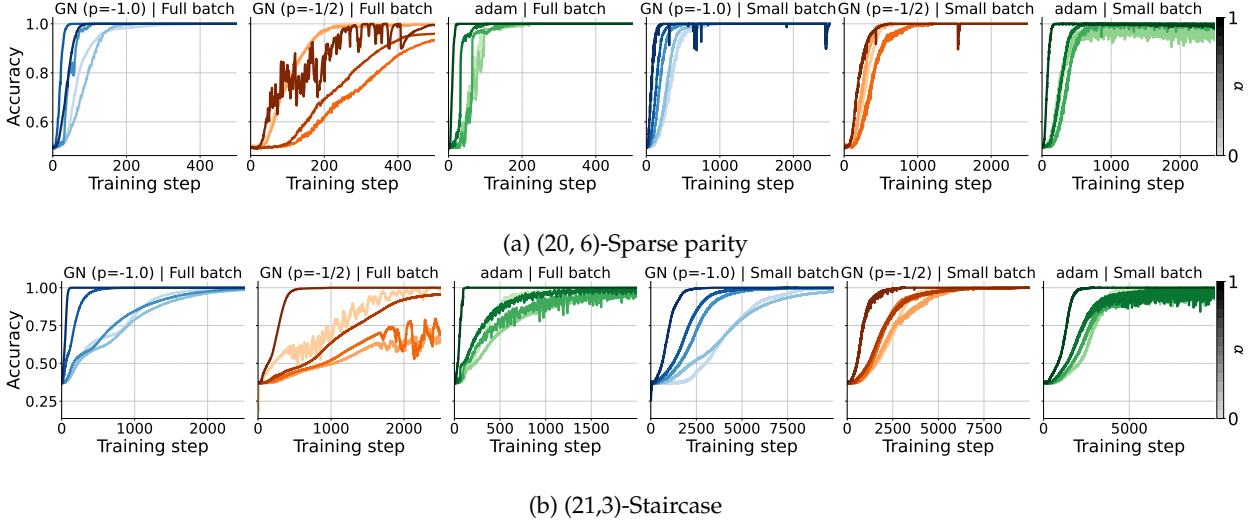 GN (p=-1.0) | Full batch GN (p=-1/2) | Full batch adam | Full batch GN (p=-1.0) | Small batch GN (p=-1/2) | Small batch adam | Small batch
1.0 0.8 0.6
Accuracy
0 200 400 0 200 400 0 200 400 0 1000 2000 0 1000 2000 0 1000 2000
Training step Training step Training step Training step Training step Training step
1 0
α
(a) (20, 6)-Sparse parity
GN (p=-1.0) | Full batch GN (p=-1/2) | Full batch adam | Full batch GN (p=-1.0) | Small batch GN (p=-1/2) | Small batch adam | Small batch
1.00 0.75 0.50 0.25
Accuracy
0 1000 2000 0 1000 2000 0 500 1000 1500 0 2500 5000 7500 0 2500 5000 7500 0 5000
Training step Training step Training step Training step Training step Training step
1 0
α
(b) (21,3)-Staircase